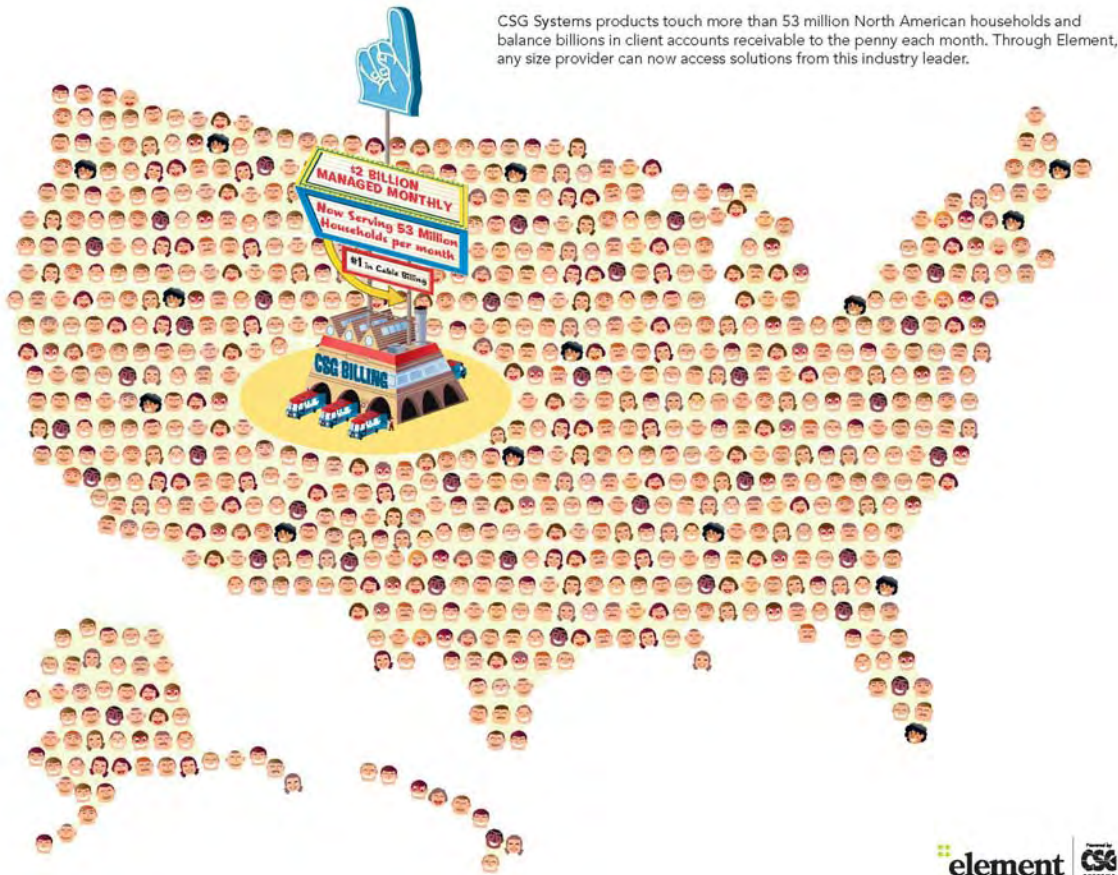 CSG Systems products touch more than 53 million North American households and
balance billions in client accounts receivable to the penny each month. Through Element,
any size provider can now access solutions from this industry leader.
$2 BILLION
MANAGED MONTHLY
Now Serving 53 Million
Households per month
#1 in Cable Billing
CSG BILLING
element
Powered by
CSG